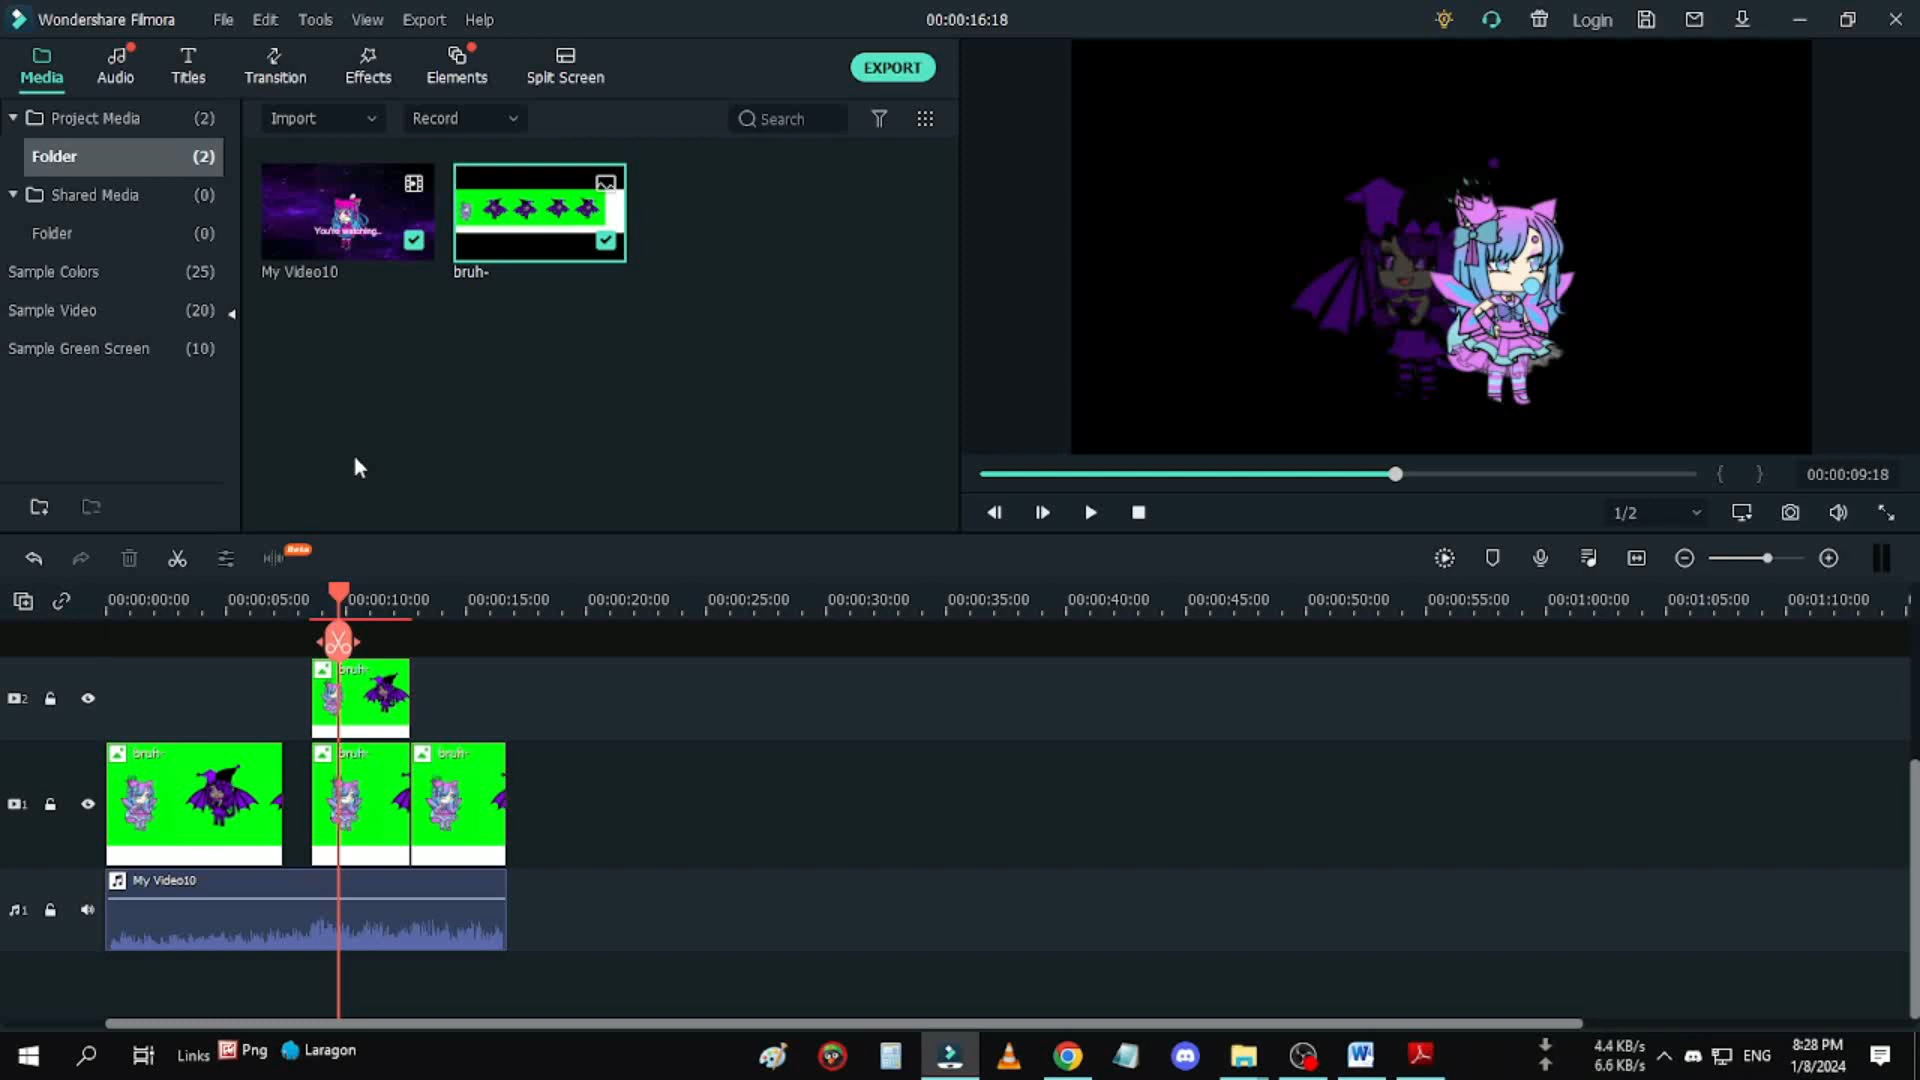 Wondershare Filmora
File
Edit
Tools
View
Export
Help
00:00:16:18
Login
Media
Audio
Titles
Transition
Effects
Elements
Split Screen
EXPORT
Project Media (2)
Folder (2)
Shared Media (0)
Folder (0)
Sample Colors (25)
Sample Video (20)
Sample Green Screen (10)
Import
Record
Search
You're watching...
My Video10
bruh-
00:00:09:18
1/2
Beta
00:00:00:00
00:00:05:00
00:00:10:00
00:00:15:00
00:00:20:00
00:00:25:00
00:00:30:00
00:00:35:00
00:00:40:00
00:00:45:00
00:00:50:00
00:00:55:00
00:01:00:00
00:01:05:00
00:01:10:00
2
bruh-
1
bruh-
bruh-
bruh-
1
My Video10
Links
Png
Laragon
4.4 KB/s
6.6 KB/s
ENG
8:28 PM
1/8/2024